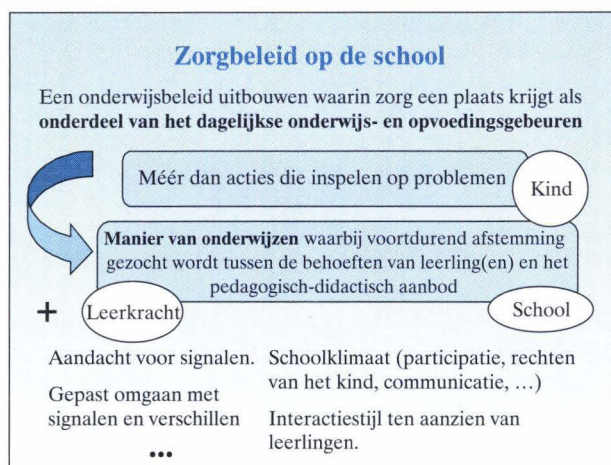 Zorgbeleid op de school
Een onderwijsbeleid uitbouwen waarin zorg een plaats krijgt als
onderdeel van het dagelijkse onderwijs- en opvoedingsgebeuren
Méér dan acties die inspelen op problemen
Kind
Manier van onderwijzen waarbij voortdurend afstemming
gezocht wordt tussen de behoeften van leerling(en) en het
pedagogisch-didactisch aanbod
+
Leerkracht
School
Aandacht voor signalen.
Gepast omgaan met
signalen en verschillen
...
Schoolklimaat (participatie, rechten
van het kind, communicatie, …)
Interactiestijl ten aanzien van
leerlingen.